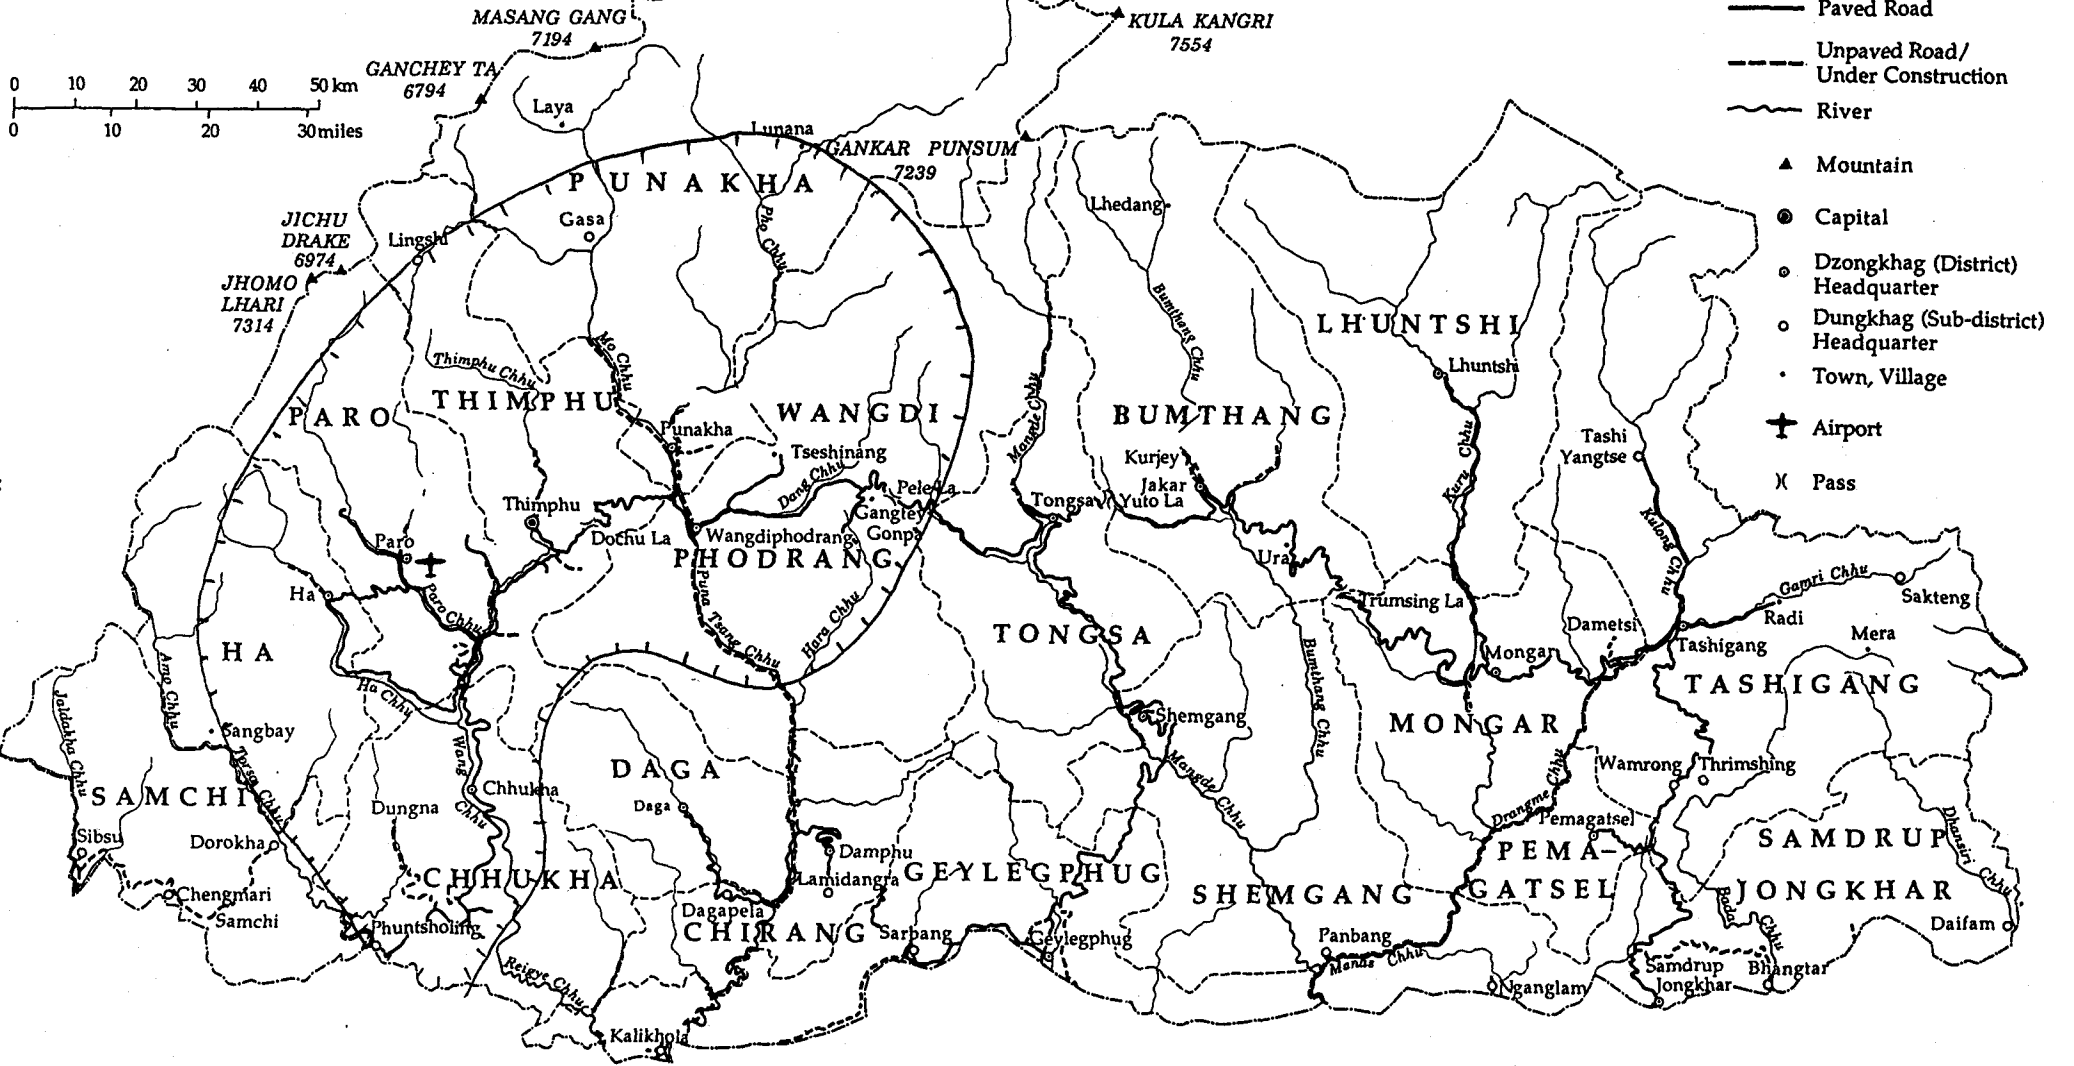 MASANG GANG
7194
KULA KANGRI
7554
GANCHEY TA
6794
0 10 20 30 40 50 km
0 10 20 30 miles
Paved Road
Unpaved Road/
Under Construction
River
Mountain
Capital
Dzongkhag (District)
Headquarter
Dungkhag (Sub-district)
Headquarter
Town, Village
Airport
Pass
Laya
Lunana
GANKAR PUNSUM
7239
PUNAKHA
Gasa
Pho Chhu
Lhedang
JICHU
DRAKE
6974
Lingshi
JHOMO
LHARI
7314
Bumthang Chhu
LHUNTSHI
Lhuntshi
Thimphu Chhu
Mo Chhu
THIMPHU
PARO
WANGDI
Mangde Chhu
BUMTHANG
Punakha
Tseshinang
Dang Chhu
Pele La
Kurjey
Jakar
Yuto La
Kuru Chhu
Tashi
Yangtse
Kulong Chhu
Thimphu
Dochu La
Wangdiphodrang
PHODRANG
Gangtey
Gonpa
Tongsa
Ura
Paro
Ha
Paro Chhu
Puna Tsang Chhu
Hara Chhu
Trumsing La
Gamri Chhu
Sakteng
Radi
Dametsi
Tashigang
Mera
HA
TONGSA
Mongar
TASHIGANG
Amo Chhu
Ha Chhu
Bumthang Chhu
Jaldakha Chhu
Sangbay
Shemgang
MONGAR
Torsa Chhu
Wang Chhu
Mangde Chhu
Drangme Chhu
Wamrong
Thrimshing
SAMCHI
DAGA
Daga
Chhukha
Dungna
Sibsu
Dorokha
Pemagatsel
Dhansiri Chhu
SAMDRUP
JONGKHAR
PEMA-
GATSEL
Damphu
Lamidangra
GEYLEGPHUG
CHHUKHA
SHEMGANG
Chengmari
Samchi
Phuntsholing
Dagapela
CHIRANG
Sarbang
Geylegphug
Panbang
Manas Chhu
Badai Chhu
Daifam
Reigye Chhu
Nganglam
Samdrup
Jongkhar
Bhangtar
Kalikhola